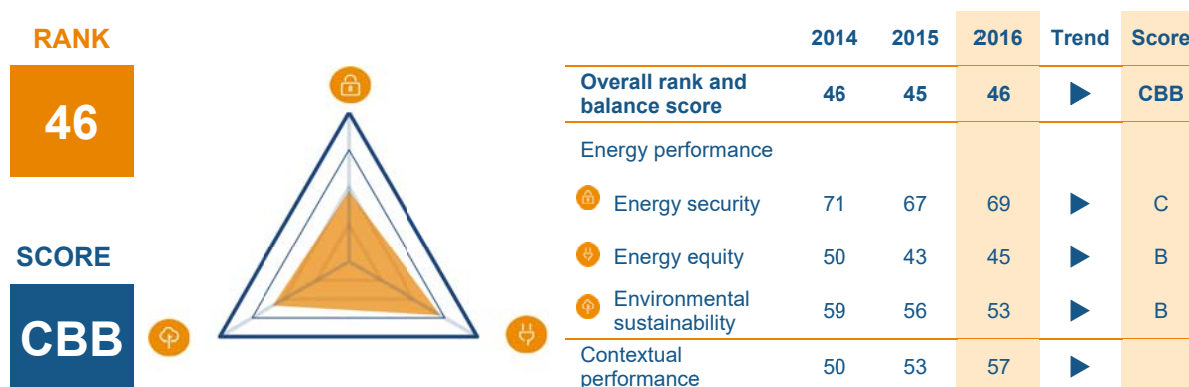 RANK
46
SCORE
CBB
2014 2015 2016 Trend Score
Overall rank and
balance score 46 45 46 CBB
Energy performance
Energy security 71 67 69 C
Energy equity 50 43 45 B
Environmental
sustainability 59 56 53 B
Contextual
performance 50 53 57